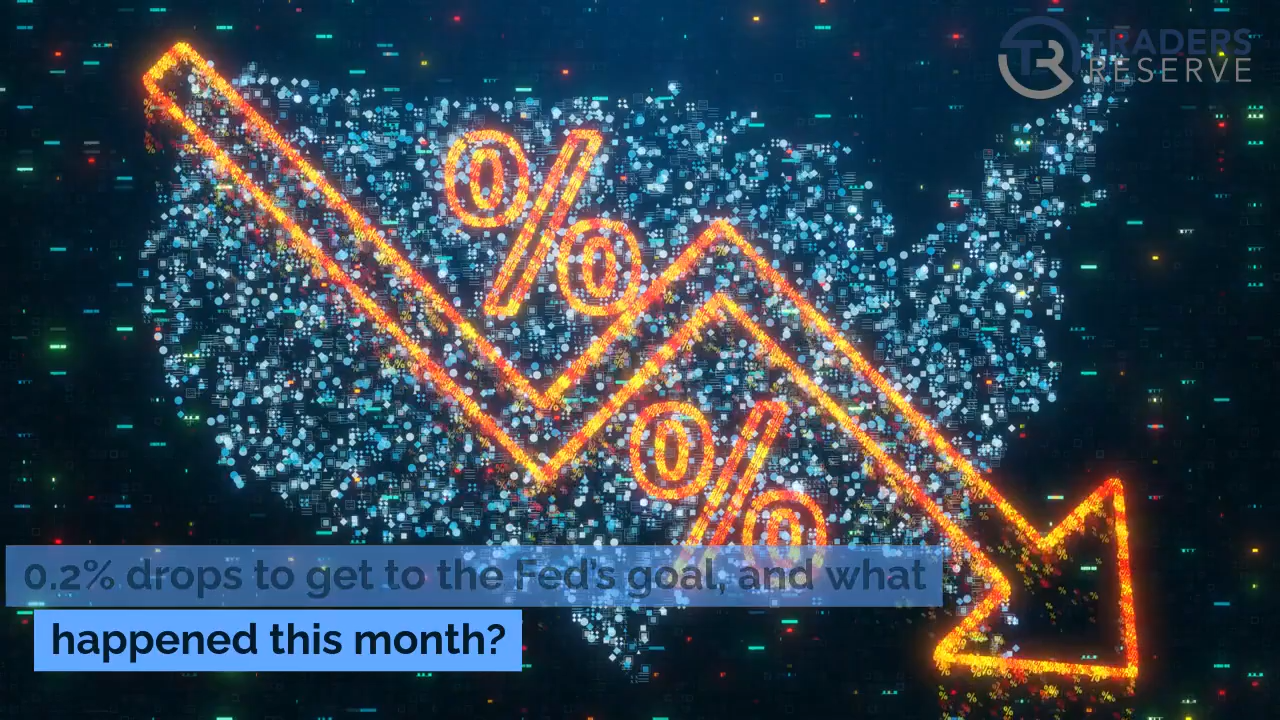 TRADERS
RESERVE
%
%
0.2% drops to get to the Fed's goal, and what
happened this month?